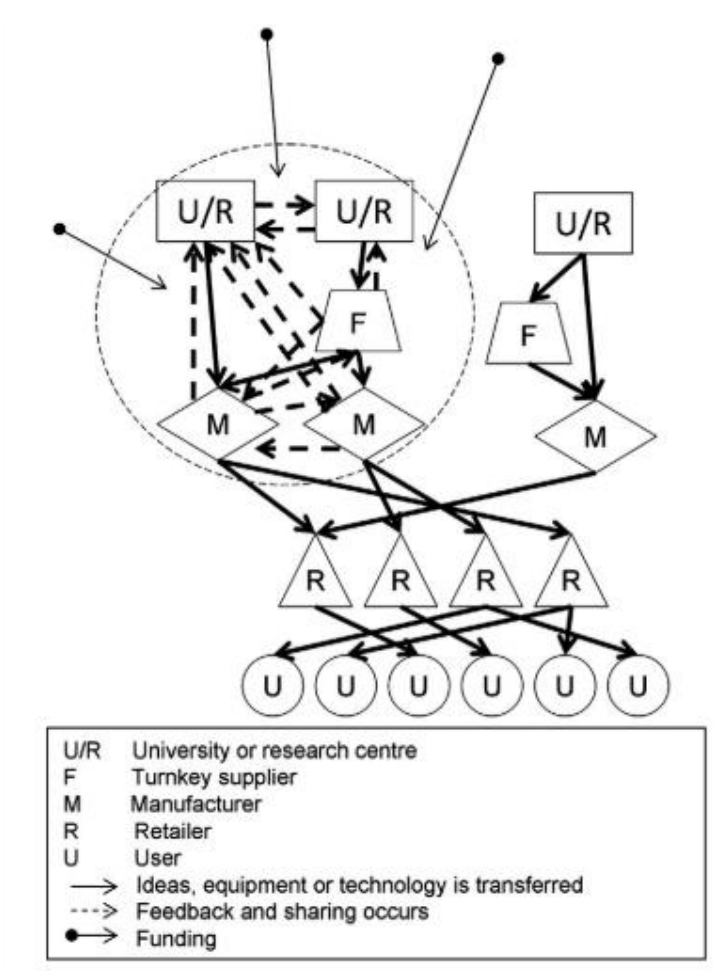 U/R U/R U/R
F F
M M M
R R R R
U U U U U U
U/R University or research centre
F Turnkey supplier
M Manufacturer
R Retailer
U User
Ideas, equipment or technology is transferred
Feedback and sharing occurs
Funding